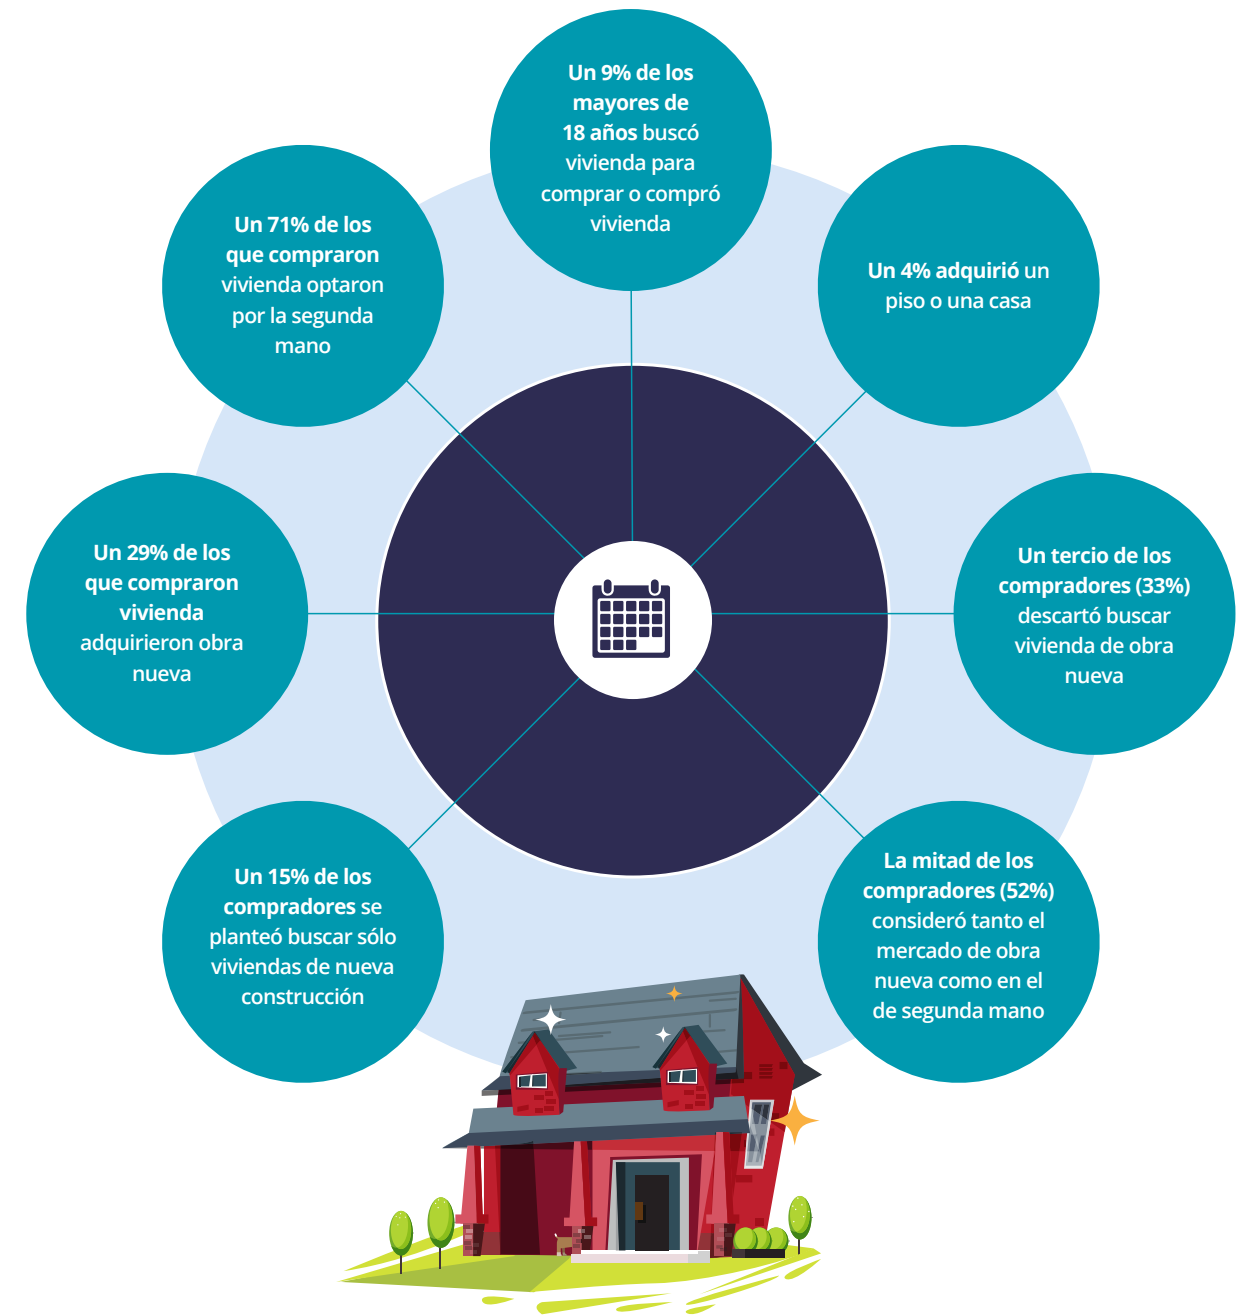 Un 9% de los
mayores de
18 años buscó
vivienda para
comprar o compró
vivienda
Un 4% adquirió un
piso o una casa
Un tercio de los
compradores (33%)
descartó buscar
vivienda de obra
nueva
La mitad de los
compradores (52%)
consideró tanto el
mercado de obra
nueva como en el
de segunda mano
Un 15% de los
compradores se
planteó buscar sólo
viviendas de nueva
construcción
Un 29% de los
que compraron
vivienda
adquirieron obra
nueva
Un 71% de los
que compraron
vivienda optaron
por la segunda
mano